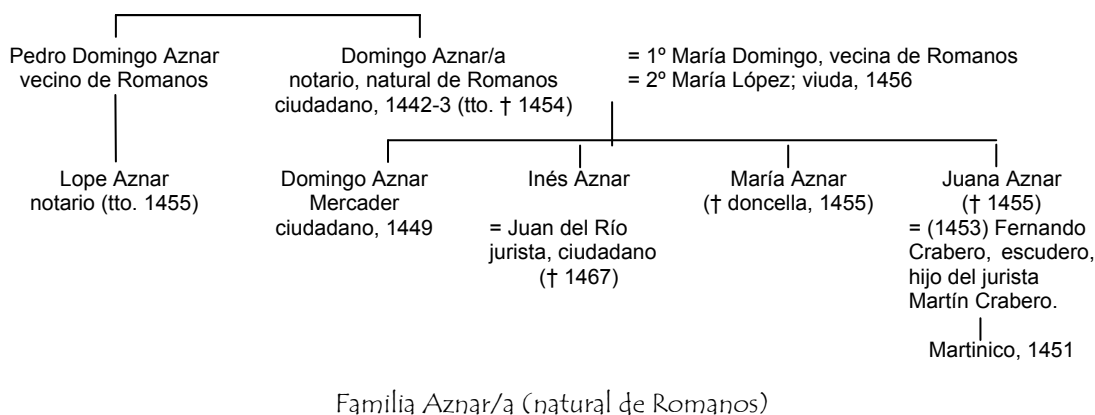 Pedro Domingo Aznar
vecino de Romanos
Domingo Aznar/a
notario, natural de Romanos
ciudadano, 1442-3 (tto. † 1454)
= 1º María Domingo, vecina de Romanos
= 2º María López; viuda, 1456
Lope Aznar
notario (tto. 1455)
Domingo Aznar
Mercader
ciudadano, 1449
Inés Aznar
= Juan del Río
jurista, ciudadano
(† 1467)
María Aznar
(† doncella, 1455)
Juana Aznar
(† 1455)
= (1453) Fernando
Crabero, escudero,
hijo del jurista
Martín Crabero.
Martinico, 1451
Familia Aznar/a (natural de Romanos)